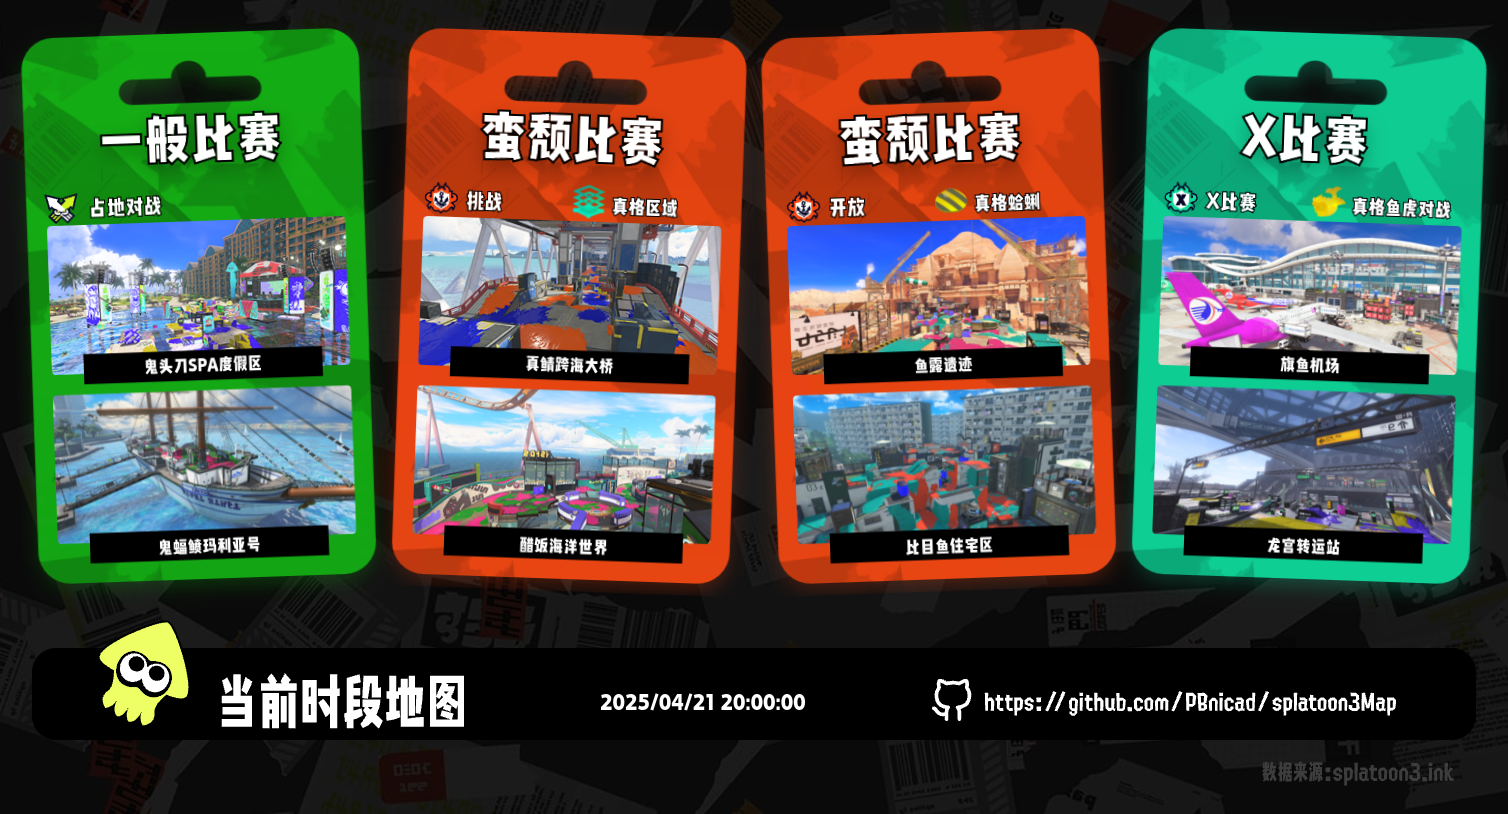 一般比赛
占地对战
鬼头刀SPA度假区
鬼蝠鲼玛利亚号
蛮颓比赛
挑战
真格区域
真鲷跨海大桥
醋饭海洋世界
蛮颓比赛
开放
真格蛤蜊
鱼露遗迹
比目鱼住宅区
X比赛
X比赛
真格鱼虎对战
旗鱼机场
龙宫转运站
当前时段地图
2025/04/21 20:00:00
https://github.com/PBnicad/splatoon3Map
数据来源:splatoon3.ink